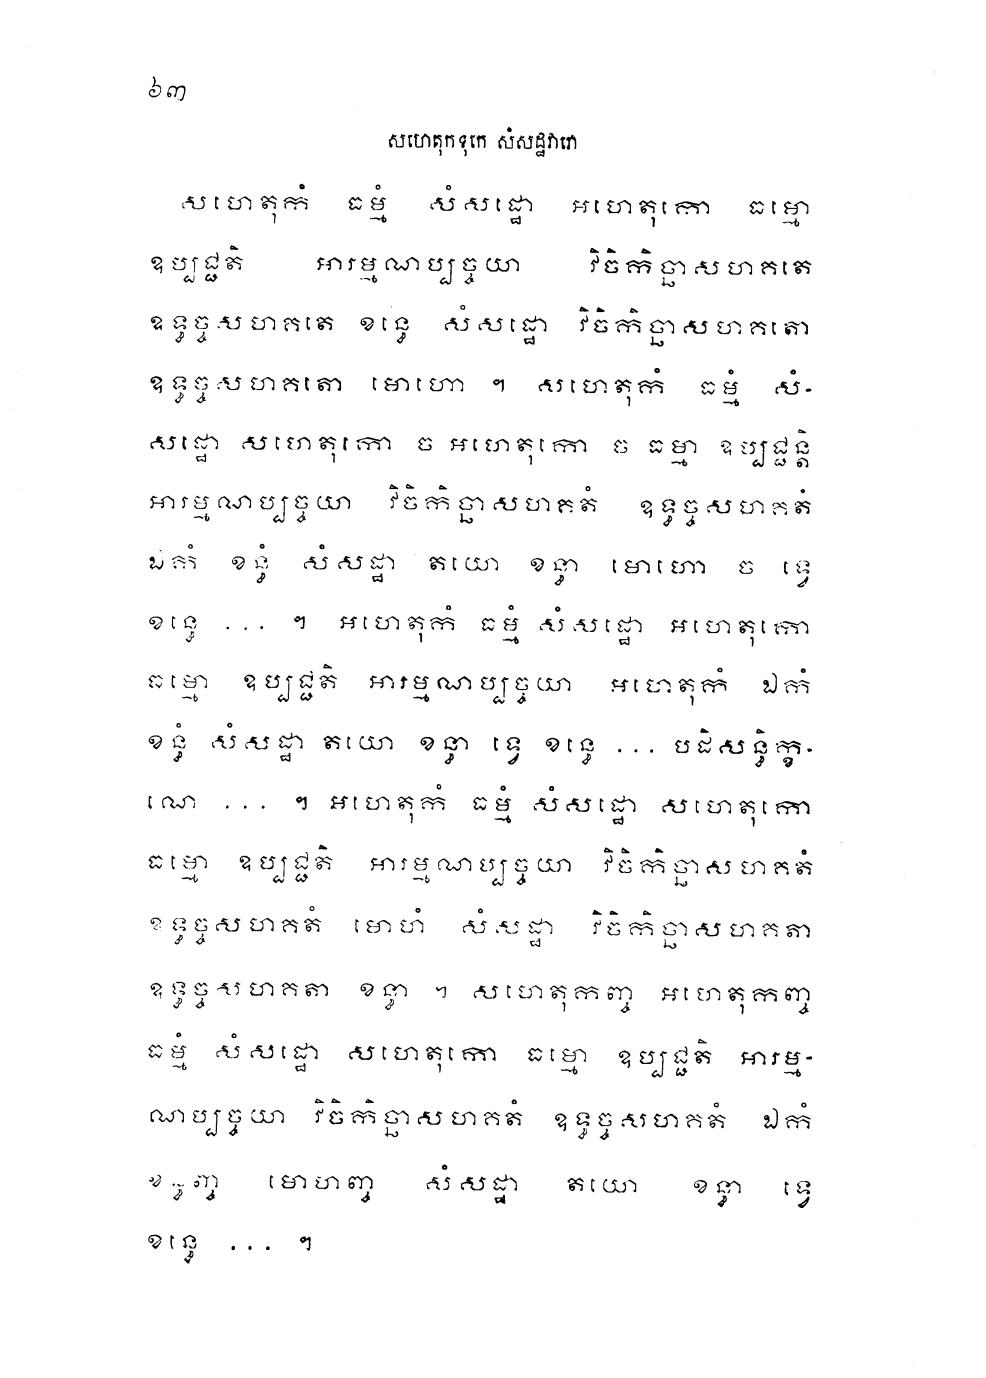 ៦៣
សហេតុកទុកេ សំសដ្ឋវារោ
សហេតុកំ ធម្មំ សំសដ្ឋោ អហេតុកោ ធម្មោ
ឧប្បជ្ជតិ អារម្មណប្បច្ចយា វិចិកិច្ឆាសហគតេ
ឧទ្ធច្ចសហគតេ ខន្ធេ សំសដ្ឋោ វិចិកិច្ឆាសហគតោ
ឧទ្ធច្ចសហគតោ មោហោ ។ សហេតុកំ ធម្មំ សំ-
សដ្ឋោ សហេតុកោ ច អហេតុកោ ច ធម្មា ឧប្បជ្ជន្តិ
អារម្មណប្បច្ចយា វិចិកិច្ឆាសហគតំ ឧទ្ធច្ចសហគតំ
ឯកំ ខន្ធំ សំសដ្ឋា តយោ ខន្ធា មោហោ ច ទ្វេ
ខន្ធេ ... ។ អហេតុកំ ធម្មំ សំសដ្ឋោ អហេតុកោ
ធម្មោ ឧប្បជ្ជតិ អារម្មណប្បច្ចយា អហេតុកំ ឯកំ
ខន្ធំ សំសដ្ឋា តយោ ខន្ធា ទ្វេ ខន្ធេ ... បដិសន្ធិក្ខ-
ណេ ... ។ អហេតុកំ ធម្មំ សំសដ្ឋោ សហេតុកោ
ធម្មោ ឧប្បជ្ជតិ អារម្មណប្បច្ចយា វិចិកិច្ឆាសហគតំ
ឧទ្ធច្ចសហគតំ មោហំ សំសដ្ឋា វិចិកិច្ឆាសហគតា
ឧទ្ធច្ចសហគតា ខន្ធា ។ សហេតុកញ្ច អហេតុកញ្ច
ធម្មំ សំសដ្ឋោ សហេតុកោ ធម្មោ ឧប្បជ្ជតិ អារម្ម-
ណប្បច្ចយា វិចិកិច្ឆាសហគតំ ឧទ្ធច្ចសហគតំ ឯកំ
ខន្ធញ្ច មោហញ្ច សំសដ្ឋា តយោ ខន្ធា ទ្វេ
ខន្ធេ ... ។